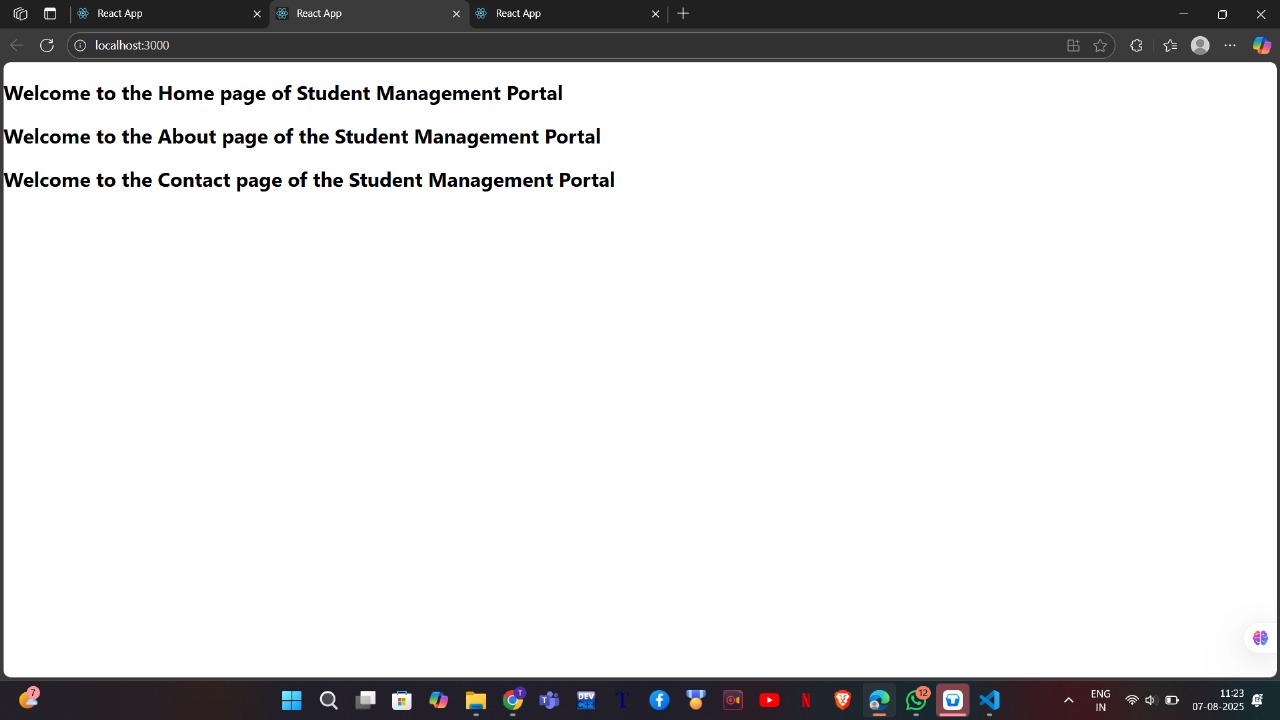 React App
React App
React App
localhost:3000
Welcome to the Home page of Student Management Portal
Welcome to the About page of the Student Management Portal
Welcome to the Contact page of the Student Management Portal
7
T
DEV
T
N
12
ENG
IN
11:23
07-08-2025